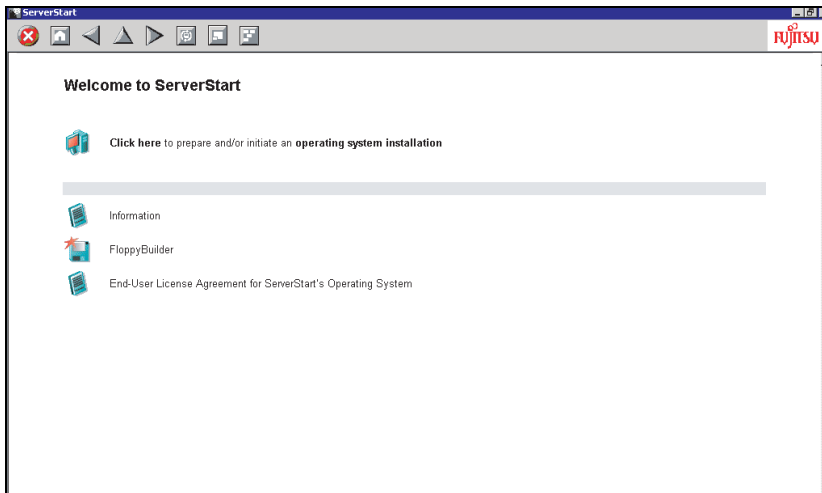 ServerStart
FUJITSU
Welcome to ServerStart
Click here to prepare and/or initiate an operating system installation
Information
FloppyBuilder
End-User License Agreement for ServerStart's Operating System